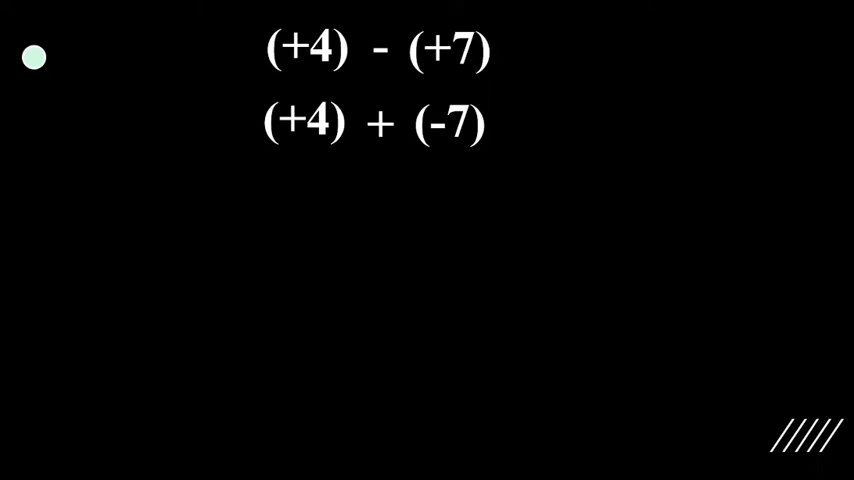 (+4) - (+7)
(+4) + (-7)